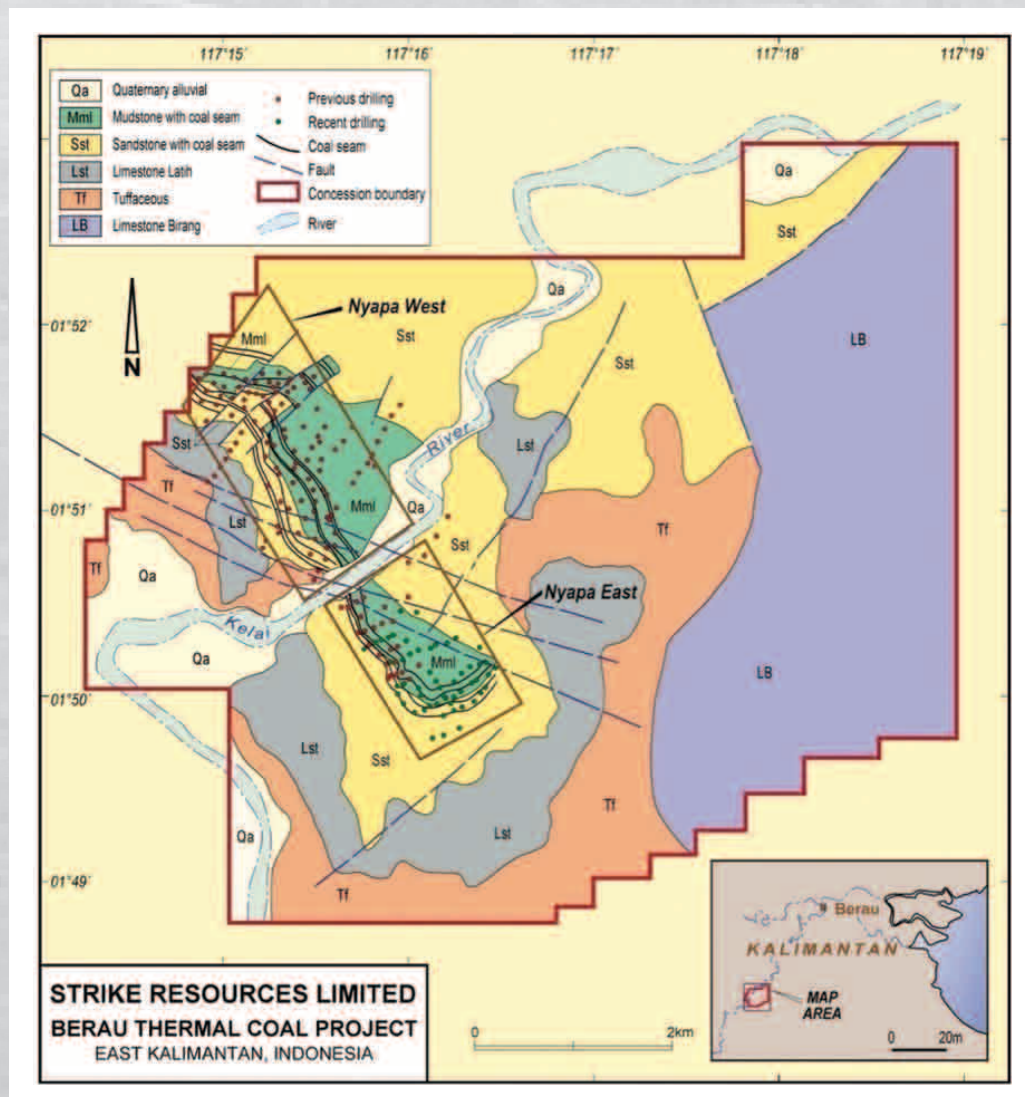 117°15´ 117°16´ 117°17´ 117°18´ 117°19´
Qa Quaternary alluvial
Mml Mudstone with coal seam
Sst Sandstone with coal seam
Lst Limestone Latih
Tf Tuffaceous
LB Limestone Birang
Previous drilling
Recent drilling
Coal seam
Fault
Concession boundary
River
Qa
Sst
N
Qa
Nyapa West
01°52´
Mml
Sst
LB
Sst
Sst
Lst
River
Tf
Mml
Qa
01°51´
Lst
Sst
Tf
Tf
Qa
Nyapa East
Kelai
Qa
Mml
LB
01°50´
Lst
Sst
Tf
Qa
Lst
01°49´
Tf
Berau
KALIMANTAN
MAP
AREA
0 20m
STRIKE RESOURCES LIMITED
BERAU THERMAL COAL PROJECT
EAST KALIMANTAN, INDONESIA
0 2km